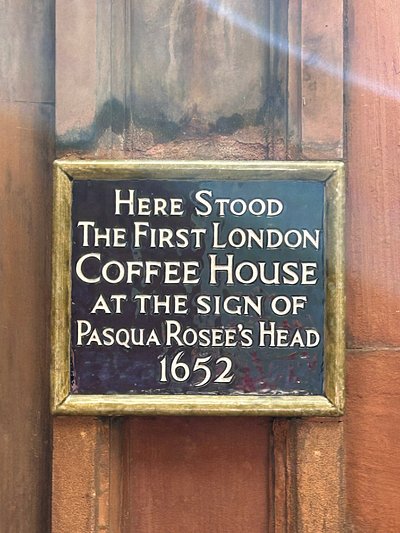 Here Stood
The First London
Coffee House
at the sign of
Pasqua Rosee's Head
1652